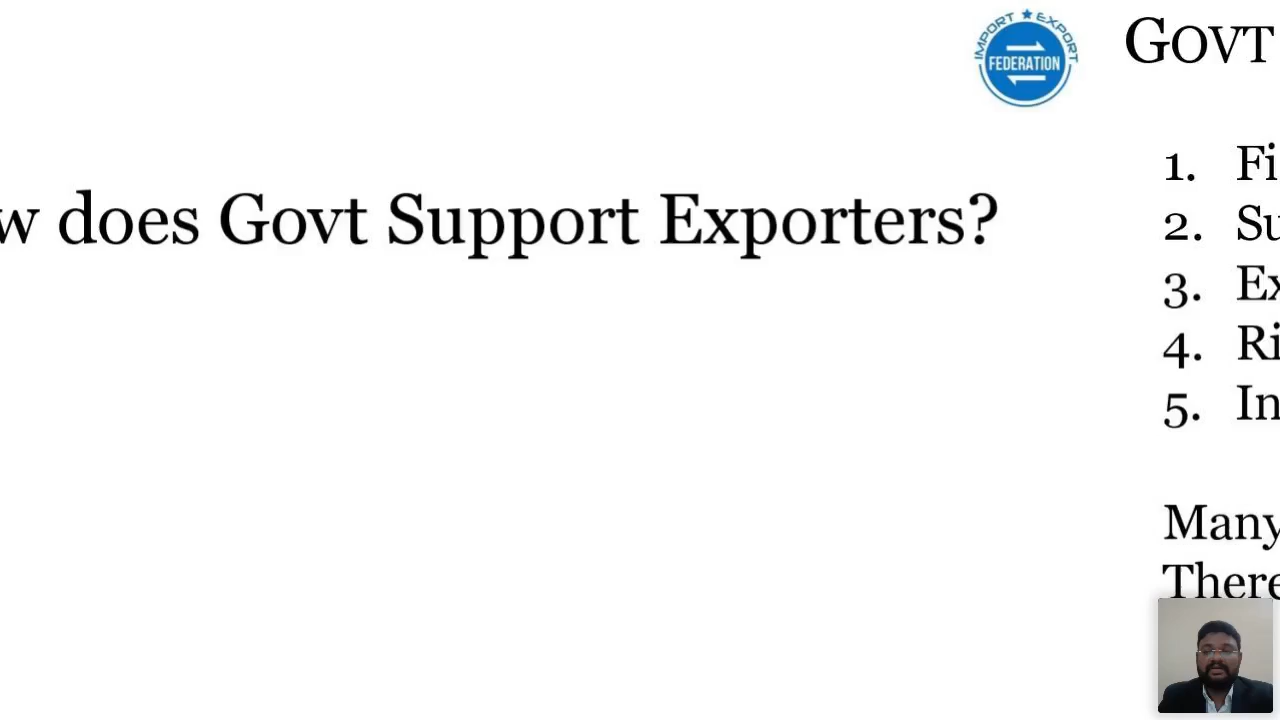 IMPORT EXPORT
FEDERATION
w does Govt Support Exporters?
GOVT
1. Fi
2. Su
3. Ex
4. Ri
5. In
Many
There